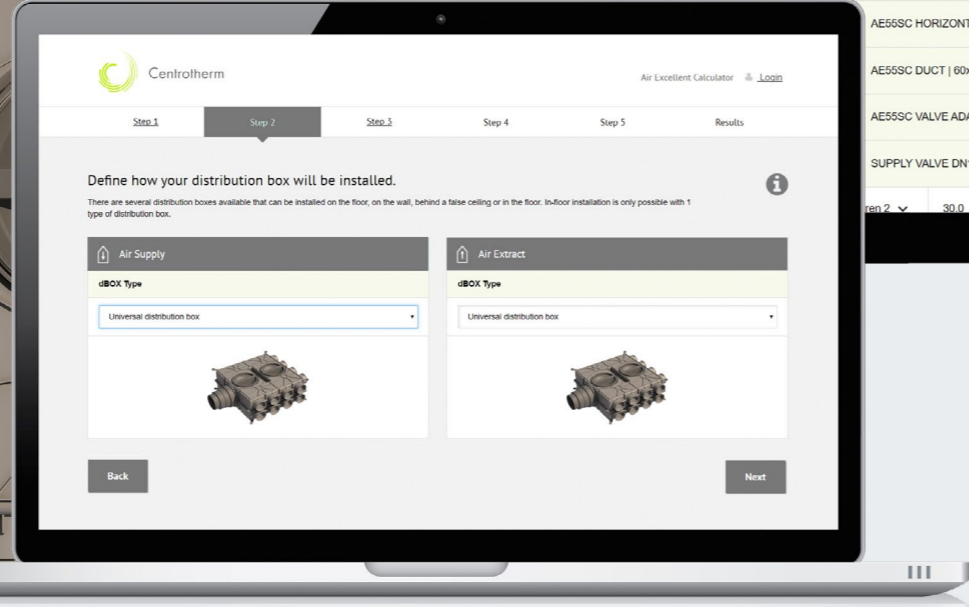 Centrotherm
Air Excellent Calculator Login
Step 1 Step 2 Step 3 Step 4 Step 5 Results
Define how your distribution box will be installed.
There are several distribution boxes available that can be installed on the floor, on the wall, behind a false ceiling or in the floor. In-floor installation is only possible with 1
type of distribution box.
Air Supply
dBOX Type
Universal distribution box
Air Extract
dBOX Type
Universal distribution box
Back
Next
AE55SC HORIZONT
AE55SC DUCT | 60x
AE55SC VALVE ADA
SUPPLY VALVE DN1
ren 2 30.0